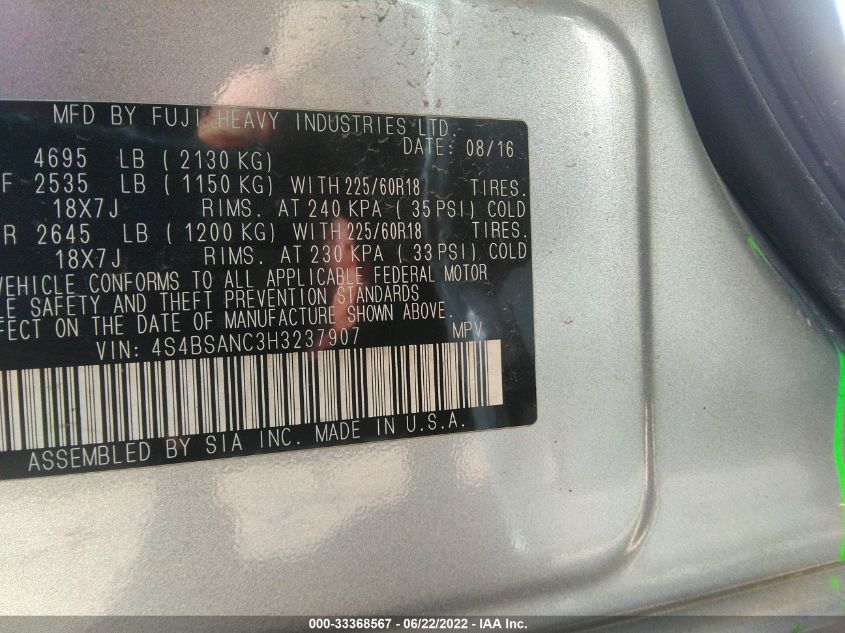 MFD BY FUJI HEAVY INDUSTRIES LTD.
DATE: 08/16
4695 LB ( 2130 KG)
F 2535 LB ( 1150 KG) WITH 225/60R18 TIRES.
18X7J RIMS. AT 240 KPA ( 35 PSI) COLD
R 2645 LB ( 1200 KG) WITH 225/60R18 TIRES.
18X7J RIMS. AT 230 KPA ( 33 PSI) COLD
VEHICLE CONFORMS TO ALL APPLICABLE FEDERAL MOTOR
LE SAFETY AND THEFT PREVENTION STANDARDS
FFECT ON THE DATE OF MANUFACTURE SHOWN ABOVE.
VIN: 4S4BSANC3H3237907 MPV
ASSEMBLED BY SIA INC. MADE IN U.S.A.
000-33368567 - 06/22/2022 - IAA Inc.